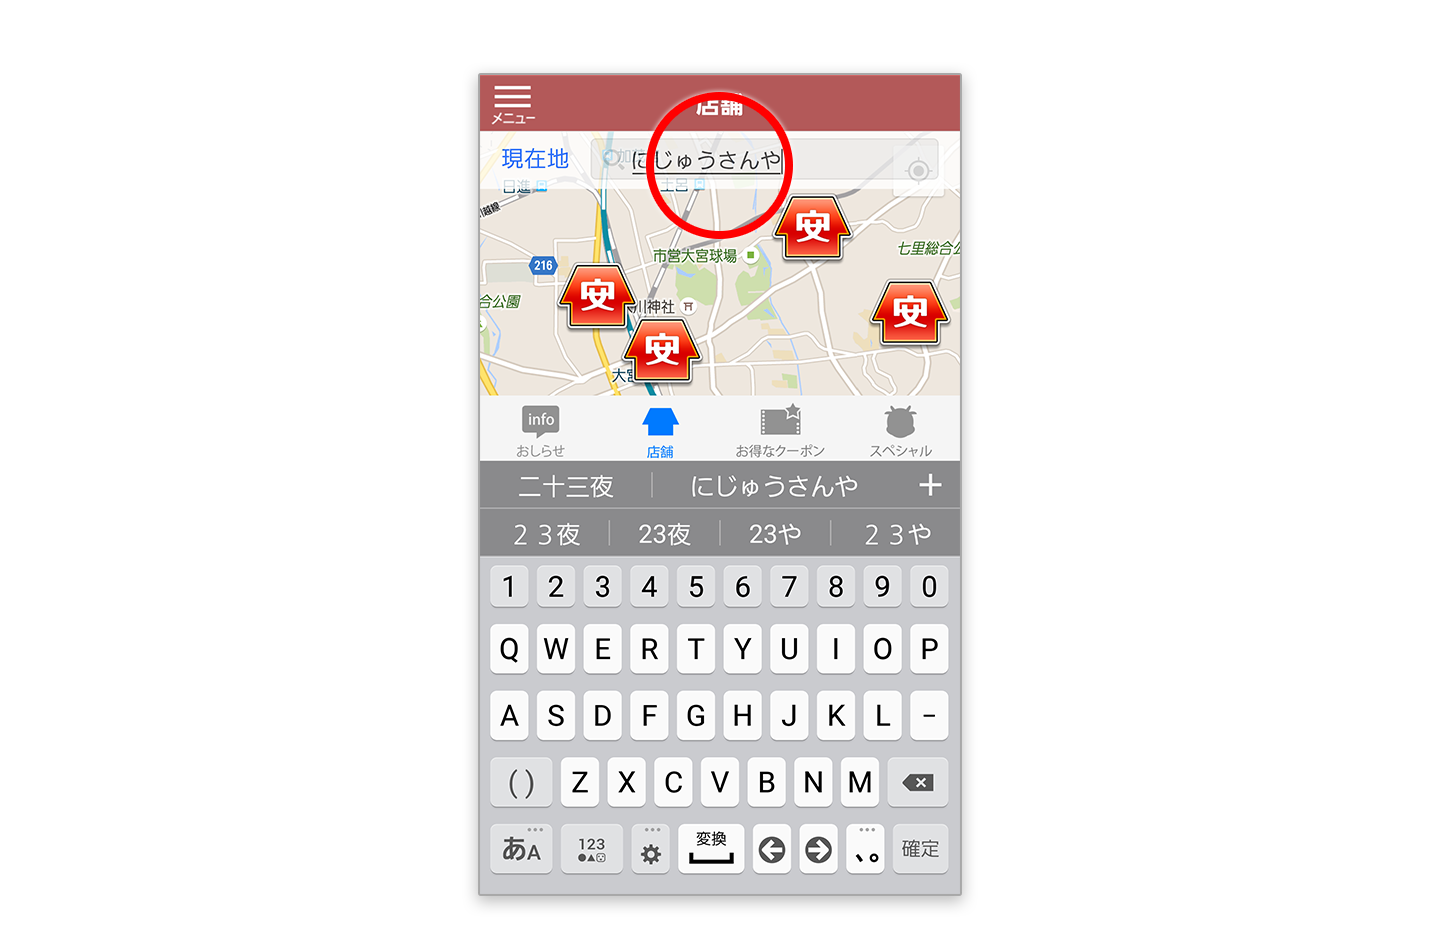 店舗
メニュー
現在地
にじゅうさんや
日進
土呂
川越線
安
市営大宮球場
七里総合公
216
安
合公園
川神社
安
安
大宮
info
おしらせ
店舗
お得なクーポン
スペシャル
二十三夜 にじゅうさんや +
２３夜 23夜 23や ２３や
1 2 3 4 5 6 7 8 9 0
Q W E R T Y U I O P
A S D F G H J K L −
( ) Z X C V B N M
あA 123 変換 、。 確定